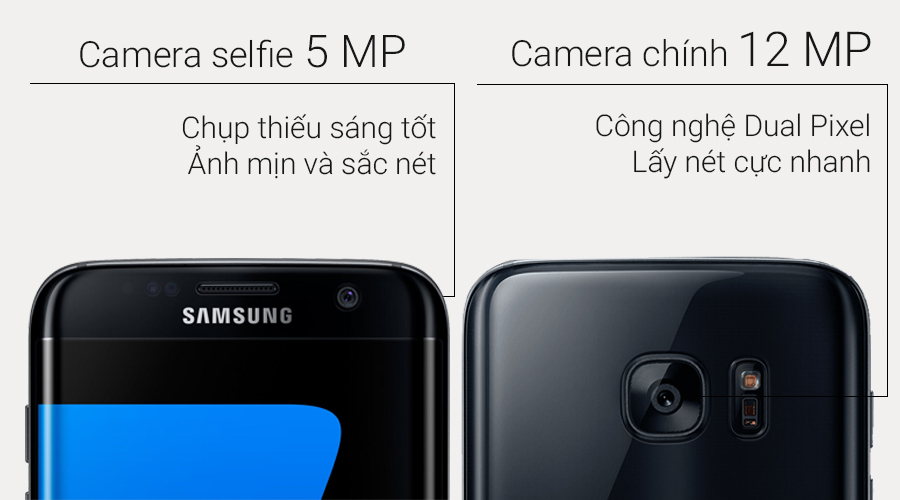 Camera selfie 5 MP
Chụp thiếu sáng tốt
Ảnh mịn và sắc nét
Camera chính 12 MP
Công nghệ Dual Pixel
Lấy nét cực nhanh
SAMSUNG